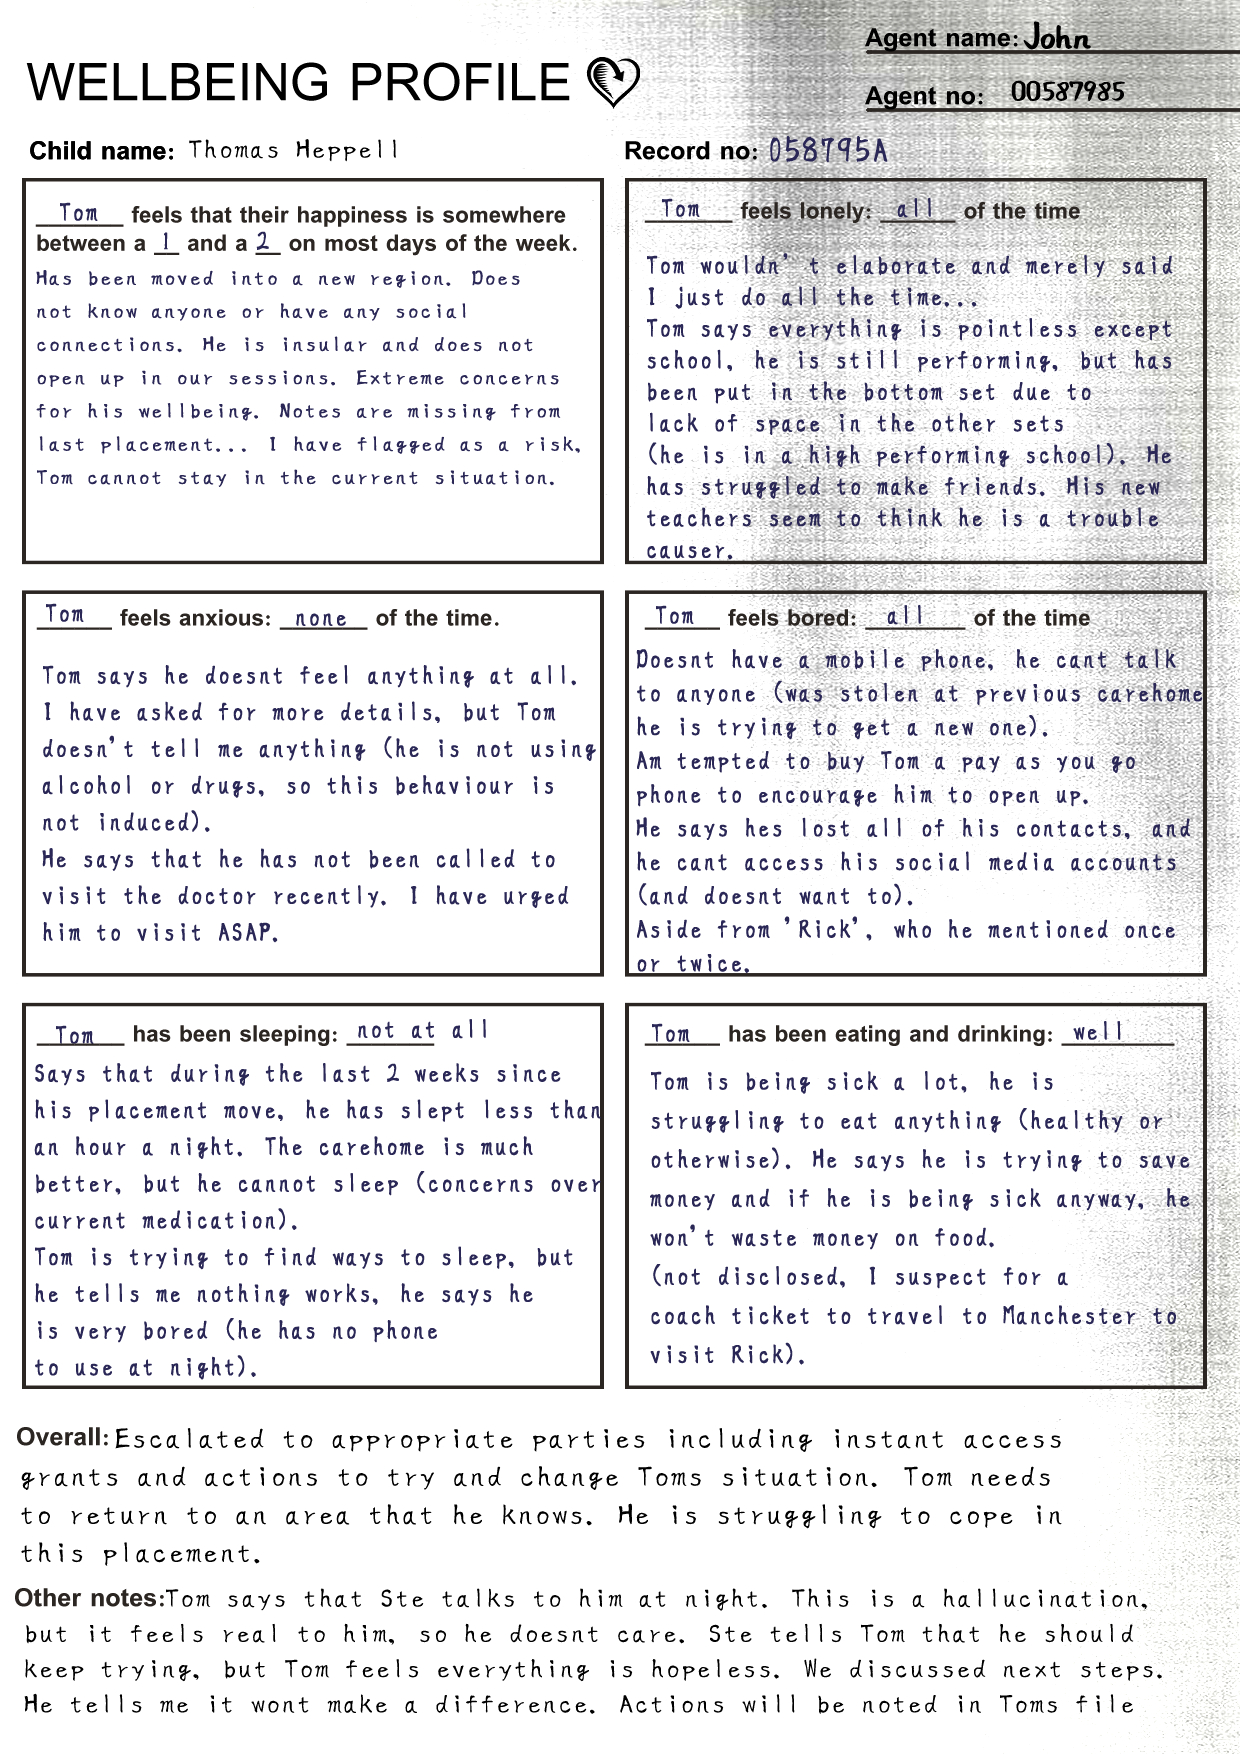 Agent name: John
WELLBEING PROFILE
Agent no: 00587985
Child name: Thomas Heppell
Record no: 058795A
Tom feels that their happiness is somewhere
between a 1 and a 2 on most days of the week.
Has been moved into a new region. Does
not know anyone or have any social
connections. He is insular and does not
open up in our sessions. Extreme concerns
for his wellbeing. Notes are missing from
last placement... I have flagged as a risk,
Tom cannot stay in the current situation.
Tom feels lonely: all of the time
Tom wouldn't elaborate and merely said
I just do all the time...
Tom says everything is pointless except
school, he is still performing, but has
been put in the bottom set due to
lack of space in the other sets
(he is in a high performing school). He
has struggled to make friends. His new
teachers seem to think he is a trouble
causer.
Tom feels anxious: none of the time.
Tom says he doesnt feel anything at all.
I have asked for more details, but Tom
doesn't tell me anything (he is not using
alcohol or drugs, so this behaviour is
not induced).
He says that he has not been called to
visit the doctor recently. I have urged
him to visit ASAP.
Tom feels bored: all of the time
Doesnt have a mobile phone, he cant talk
to anyone (was stolen at previous carehome
he is trying to get a new one).
Am tempted to buy Tom a pay as you go
phone to encourage him to open up.
He says hes lost all of his contacts, and
he cant access his social media accounts
(and doesnt want to).
Aside from 'Rick', who he mentioned once
or twice.
Tom has been sleeping: not at all
Says that during the last 2 weeks since
his placement move, he has slept less than
an hour a night. The carehome is much
better, but he cannot sleep (concerns over
current medication).
Tom is trying to find ways to sleep, but
he tells me nothing works, he says he
is very bored (he has no phone
to use at night).
Tom has been eating and drinking: well
Tom is being sick a lot, he is
struggling to eat anything (healthy or
otherwise). He says he is trying to save
money and if he is being sick anyway, he
won't waste money on food.
(not disclosed, I suspect for a
coach ticket to travel to Manchester to
visit Rick).
Overall: Escalated to appropriate parties including instant access
grants and actions to try and change Toms situation. Tom needs
to return to an area that he knows. He is struggling to cope in
this placement.
Other notes: Tom says that Ste talks to him at night. This is a hallucination,
but it feels real to him, so he doesnt care. Ste tells Tom that he should
keep trying, but Tom feels everything is hopeless. We discussed next steps.
He tells me it wont make a difference. Actions will be noted in Toms file